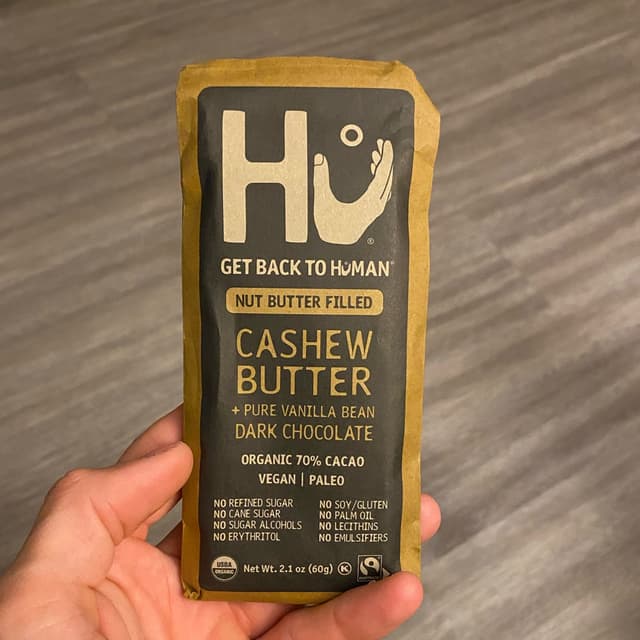 Hu
®
GET BACK TO HUMAN
NUT BUTTER FILLED
CASHEW
BUTTER
+ PURE VANILLA BEAN
DARK CHOCOLATE
ORGANIC 70% CACAO
VEGAN | PALEO
NO REFINED SUGAR
NO CANE SUGAR
NO SUGAR ALCOHOLS
NO ERYTHRITOL
NO SOY/GLUTEN
NO PALM OIL
NO LECITHINS
NO EMULSIFIERS
USDA
ORGANIC
Net Wt. 2.1 oz (60g) K